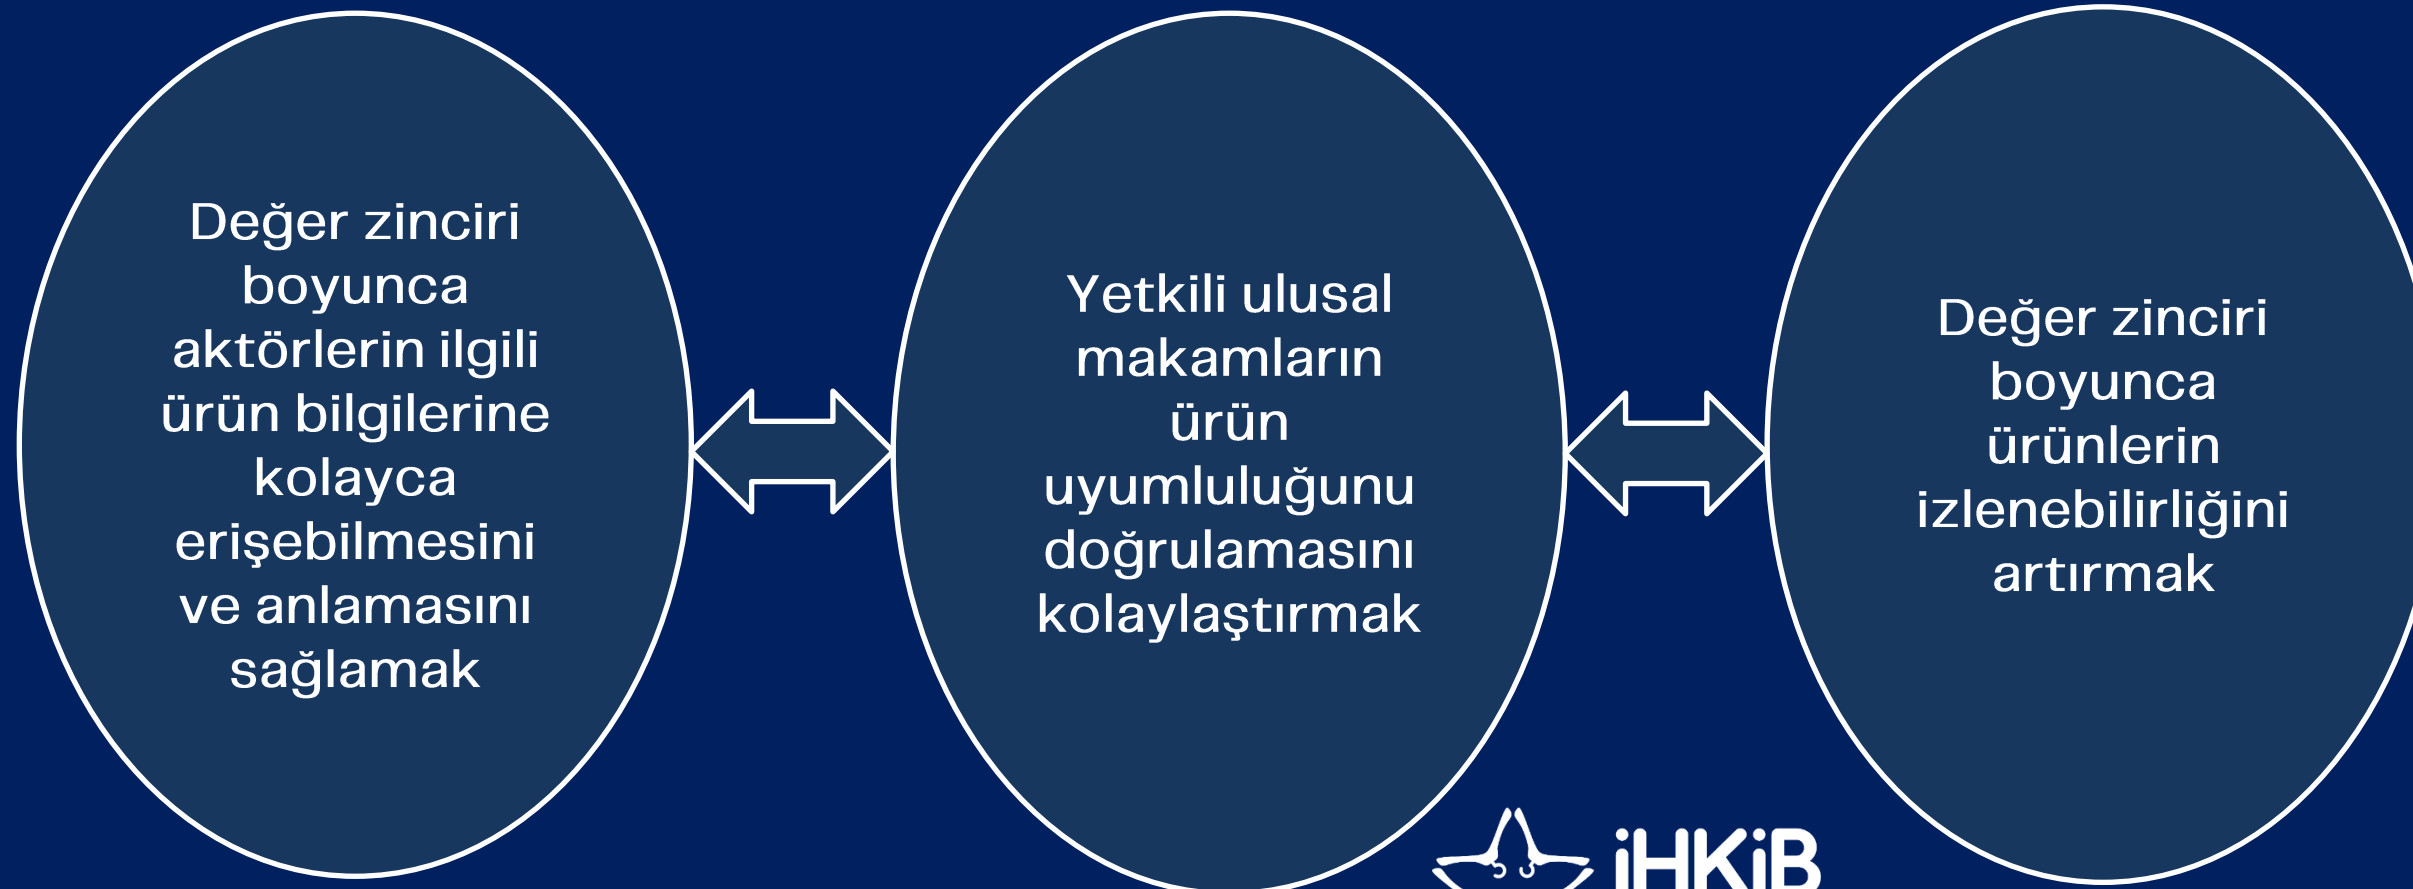 Değer zinciri
boyunca
aktörlerin ilgili
ürün bilgilerine
kolayca
erişebilmesini
ve anlamasını
sağlamak
Yetkili ulusal
makamların
ürün
uyumluluğunu
doğrulamasını
kolaylaştırmak
Değer zinciri
boyunca
ürünlerin
izlenebilirliğini
artırmak
iHKiB